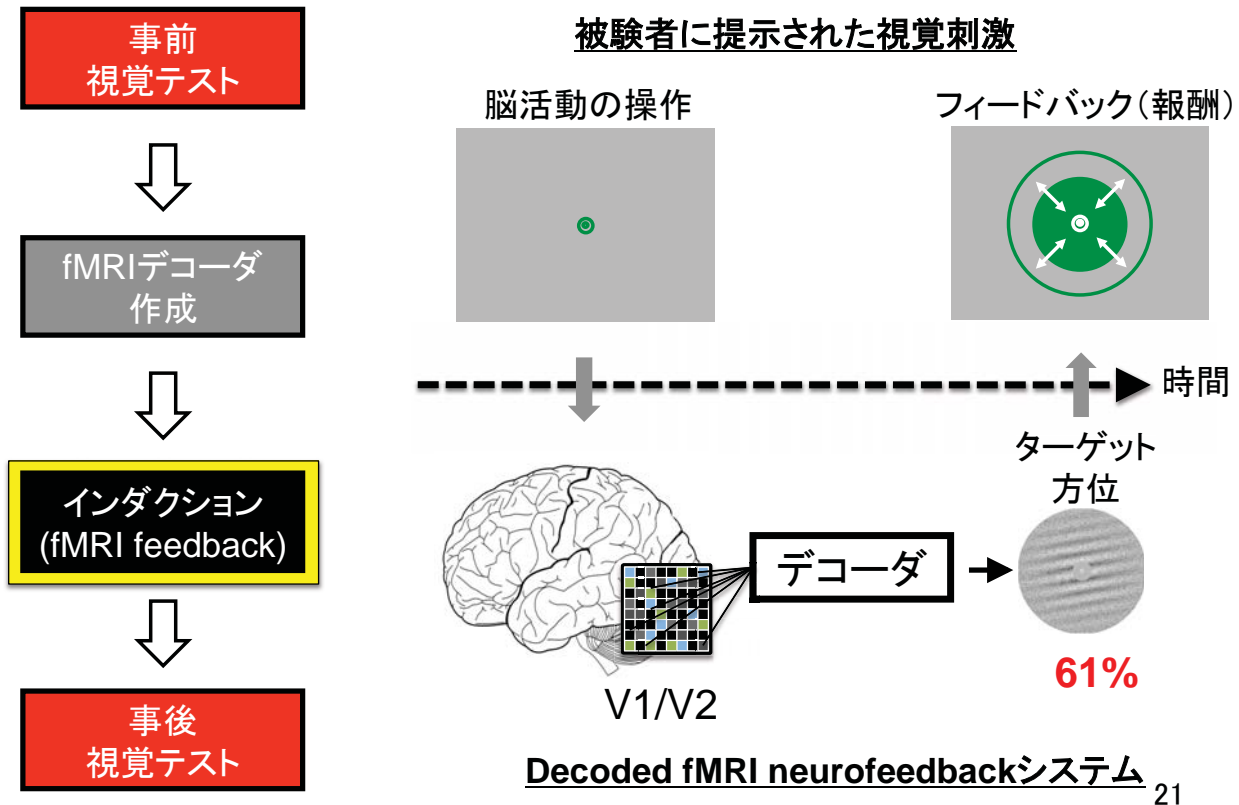 事前
視覚テスト
fMRIデコーダ
作成
インダクション
(fMRI feedback)
事後
視覚テスト
被験者に提示された視覚刺激
脳活動の操作
フィードバック(報酬)
時間
ターゲット
方位
デコーダ
61%
V1/V2
Decoded fMRI neurofeedbackシステム
21